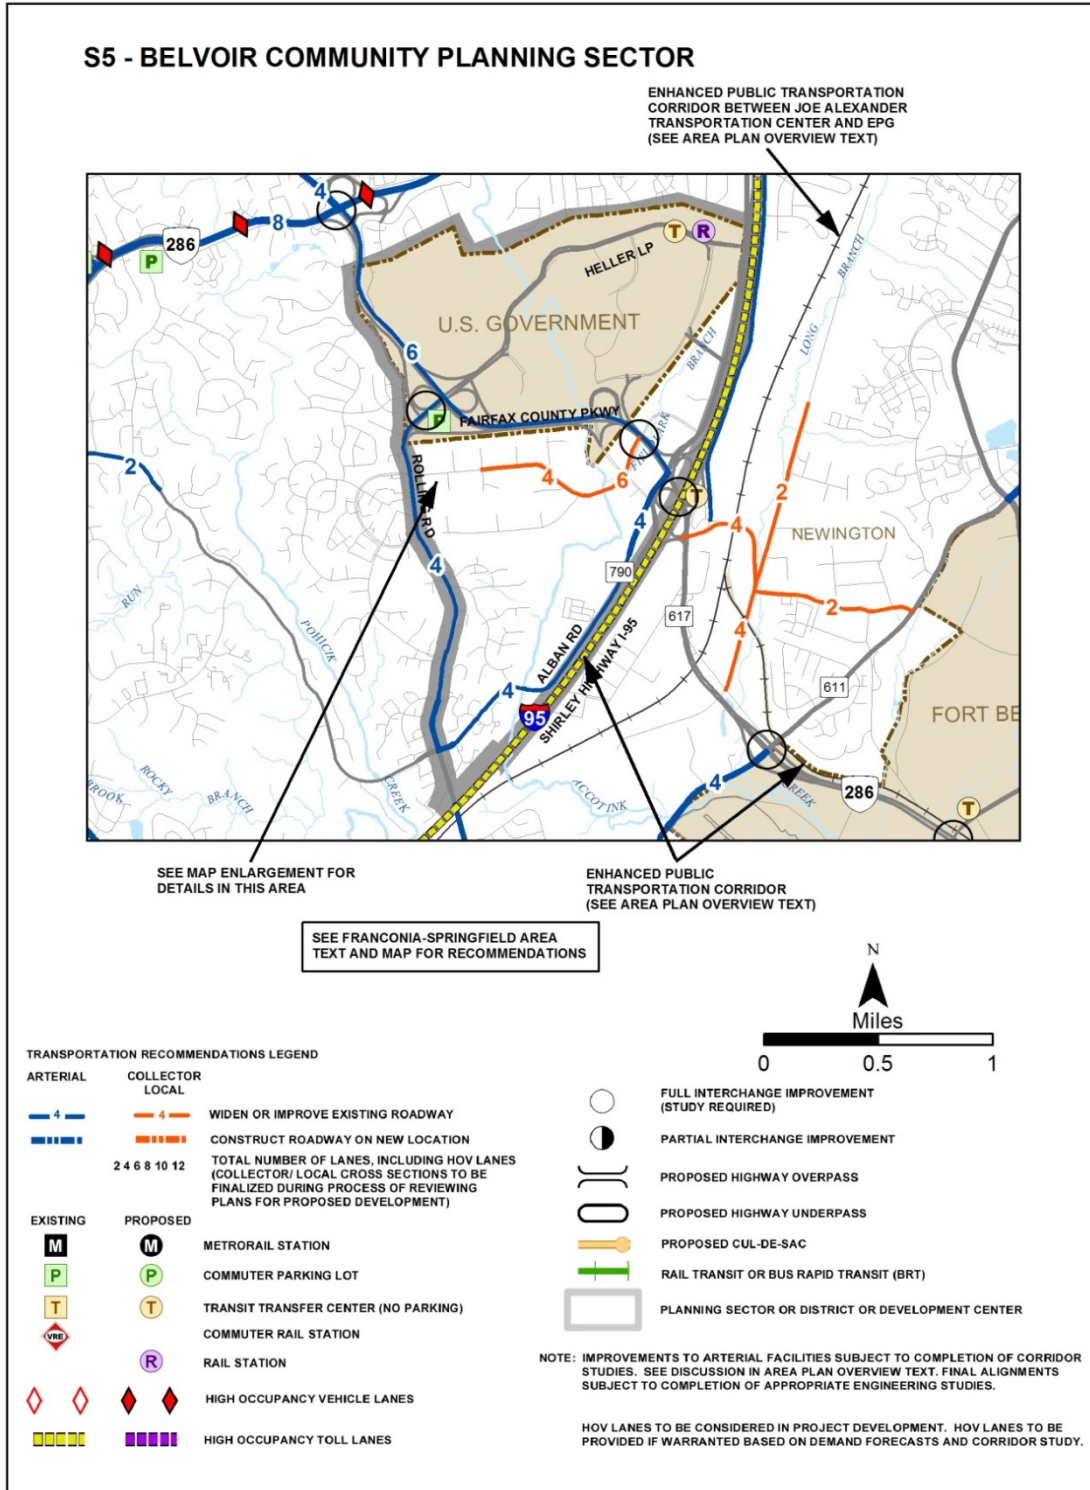 S5 - BELVOIR COMMUNITY PLANNING SECTOR
ENHANCED PUBLIC TRANSPORTATION
CORRIDOR BETWEEN JOE ALEXANDER
TRANSPORTATION CENTER AND EPG
(SEE AREA PLAN OVERVIEW TEXT)
4
8
286
P
T
R
HELLER LP
BRANCH
LONG
U.S. GOVERNMENT
BRANCH
6
P
FAIRFAX COUNTY PKWY
2
ROLLING RD
4
6
T
4
4
2
NEWINGTON
4
790
617
2
4
RUN
POHICIK
ALBAN RD
SHIRLEY HIGHWAY I-95
4
95
611
FORT BE
ROCKY
BROOK
BRANCH
CREEK
ACCOTINK
4
CREEK
286
T
SEE MAP ENLARGEMENT FOR
DETAILS IN THIS AREA
ENHANCED PUBLIC
TRANSPORTATION CORRIDOR
(SEE AREA PLAN OVERVIEW TEXT)
SEE FRANCONIA-SPRINGFIELD AREA
TEXT AND MAP FOR RECOMMENDATIONS
N
Miles
0 0.5 1
TRANSPORTATION RECOMMENDATIONS LEGEND
ARTERIAL COLLECTOR
LOCAL
4 4 WIDEN OR IMPROVE EXISTING ROADWAY
CONSTRUCT ROADWAY ON NEW LOCATION
2 4 6 8 10 12 TOTAL NUMBER OF LANES, INCLUDING HOV LANES
(COLLECTOR/ LOCAL CROSS SECTIONS TO BE
FINALIZED DURING PROCESS OF REVIEWING
PLANS FOR PROPOSED DEVELOPMENT)
EXISTING PROPOSED
M M METRORAIL STATION
P P COMMUTER PARKING LOT
T T TRANSIT TRANSFER CENTER (NO PARKING)
VRE COMMUTER RAIL STATION
R RAIL STATION
HIGH OCCUPANCY VEHICLE LANES
HIGH OCCUPANCY TOLL LANES
FULL INTERCHANGE IMPROVEMENT
(STUDY REQUIRED)
PARTIAL INTERCHANGE IMPROVEMENT
PROPOSED HIGHWAY OVERPASS
PROPOSED HIGHWAY UNDERPASS
PROPOSED CUL-DE-SAC
RAIL TRANSIT OR BUS RAPID TRANSIT (BRT)
PLANNING SECTOR OR DISTRICT OR DEVELOPMENT CENTER
NOTE: IMPROVEMENTS TO ARTERIAL FACILITIES SUBJECT TO COMPLETION OF CORRIDOR
STUDIES. SEE DISCUSSION IN AREA PLAN OVERVIEW TEXT. FINAL ALIGNMENTS
SUBJECT TO COMPLETION OF APPROPRIATE ENGINEERING STUDIES.
HOV LANES TO BE CONSIDERED IN PROJECT DEVELOPMENT. HOV LANES TO BE
PROVIDED IF WARRANTED BASED ON DEMAND FORECASTS AND CORRIDOR STUDY.